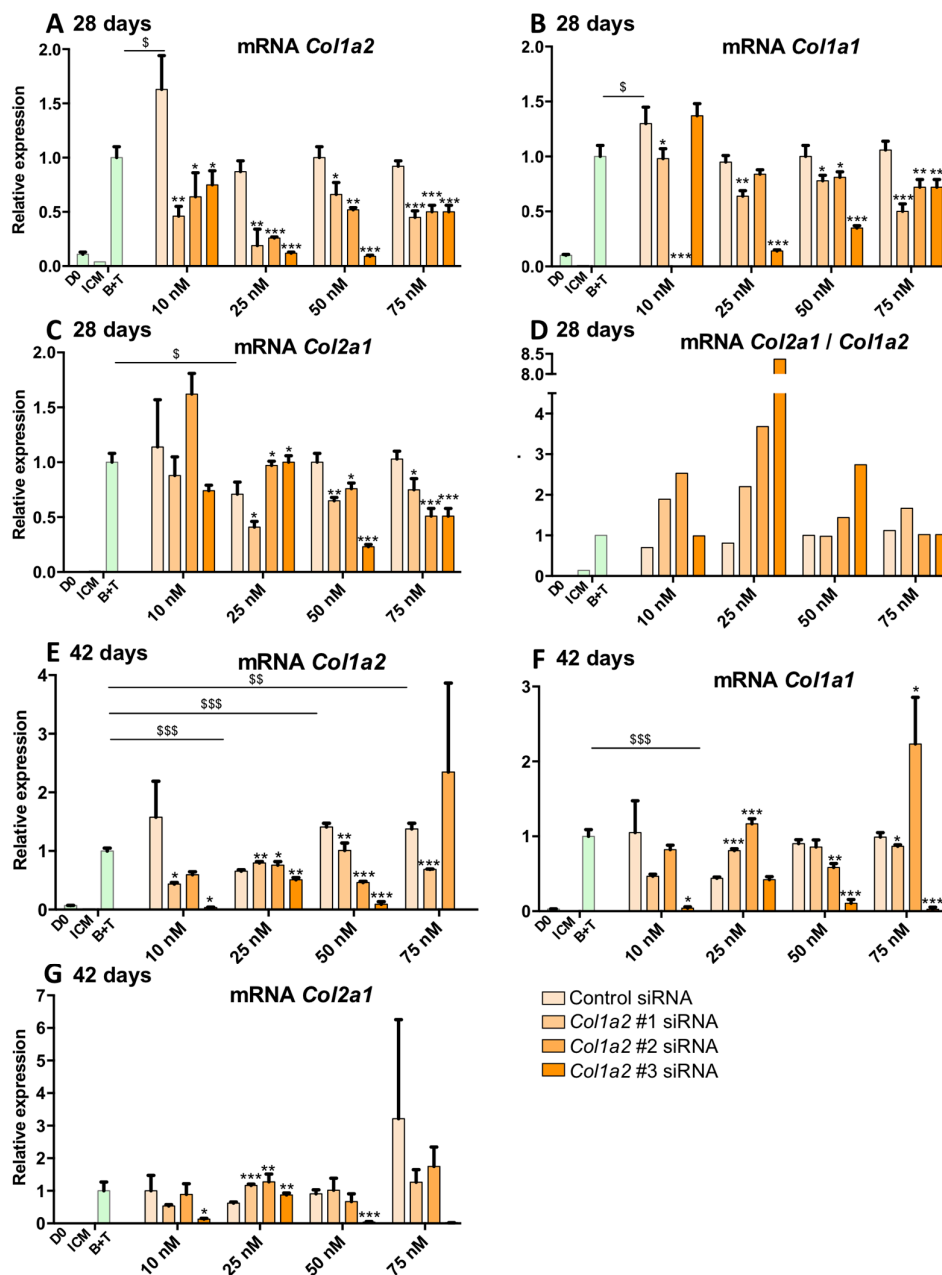 A 28 days
mRNA Col1a2
Relative expression
2.0
1.5
1.0
0.5
0.0
$
** * *
** *** ***
* ** ***
*** *** ***
D0 ICM B+T 10 nM 25 nM 50 nM 75 nM
B 28 days
mRNA Col1a1
2.0
1.5
1.0
0.5
0.0
$
* ***
** ***
* * ***
*** ** **
D0 ICM B+T 10 nM 25 nM 50 nM 75 nM
C 28 days
mRNA Col2a1
Relative expression
2.0
1.5
1.0
0.5
0.0
$
* * *
** * ***
* *** ***
D0 ICM B+T 10 nM 25 nM 50 nM 75 nM
D 28 days
mRNA Col2a1 / Col1a2
8.5
8.0
4
3
2
1
0
D0 ICM B+T 10 nM 25 nM 50 nM 75 nM
E 42 days
mRNA Col1a2
Relative expression
4
3
2
1
0
$$
$$$
$$$
* *
** * **
** *** ***
***
D0 ICM B+T 10 nM 25 nM 50 nM 75 nM
F 42 days
mRNA Col1a1
3
2
1
0
$$$
*
*** ***
** ***
* * ***
D0 ICM B+T 10 nM 25 nM 50 nM 75 nM
G 42 days
mRNA Col2a1
Relative expression
7
6
5
4
3
2
1
0
*
*** ** **
***
D0 ICM B+T 10 nM 25 nM 50 nM 75 nM
Control siRNA
Col1a2 #1 siRNA
Col1a2 #2 siRNA
Col1a2 #3 siRNA